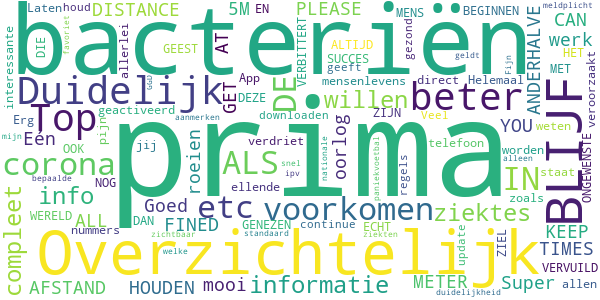 Laten houd DISTANCE 5M EN PLEASE MENS BEGINNEN meldplicht
bacteriën
interessante DIE favoriet GEEST allerlei AT VERBITTERT ALTIJD SUCCES gezond CAN werk HET
geeft mensenlevens direct Helemaal Fijn geldt MET
Duidelijk GGD App DEZE GET DE willen beter ANDERHALVE veroorzaakt
geactiveerd aanmerken downloaden ZIJN Veel
Erg Top pijn oorlog YOU weten BLIJF ONGEWENSTE
Eén OOK jij prima telefoon
mijn corona verdriet nationale paniekvoetbal regels worden alleen
bepaalde NOG roeien ALS snel ipv IN zoals staat
compleet info ellende ziektes
WERELD ALL DAN Goed etc voorkomen
nummers FINED GENEZEN continue ECHT KEEP
zichtbaar standaard ziekten update ZIEL TIMES
Overzichtelijk
welke VERVUILD
AFSTAND HOUDEN mooi informatie METER Super allen
duidelijkheid